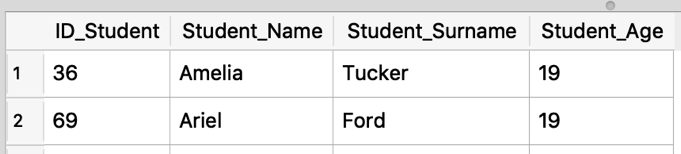 ID_Student Student_Name Student_Surname Student_Age
1 36 Amelia Tucker 19
2 69 Ariel Ford 19